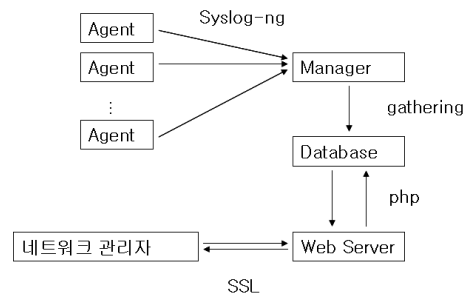 Syslog-ng
Agent
Agent
Manager
⋮
gathering
Agent
Database
php
네트워크 관리자
Web Server
SSL